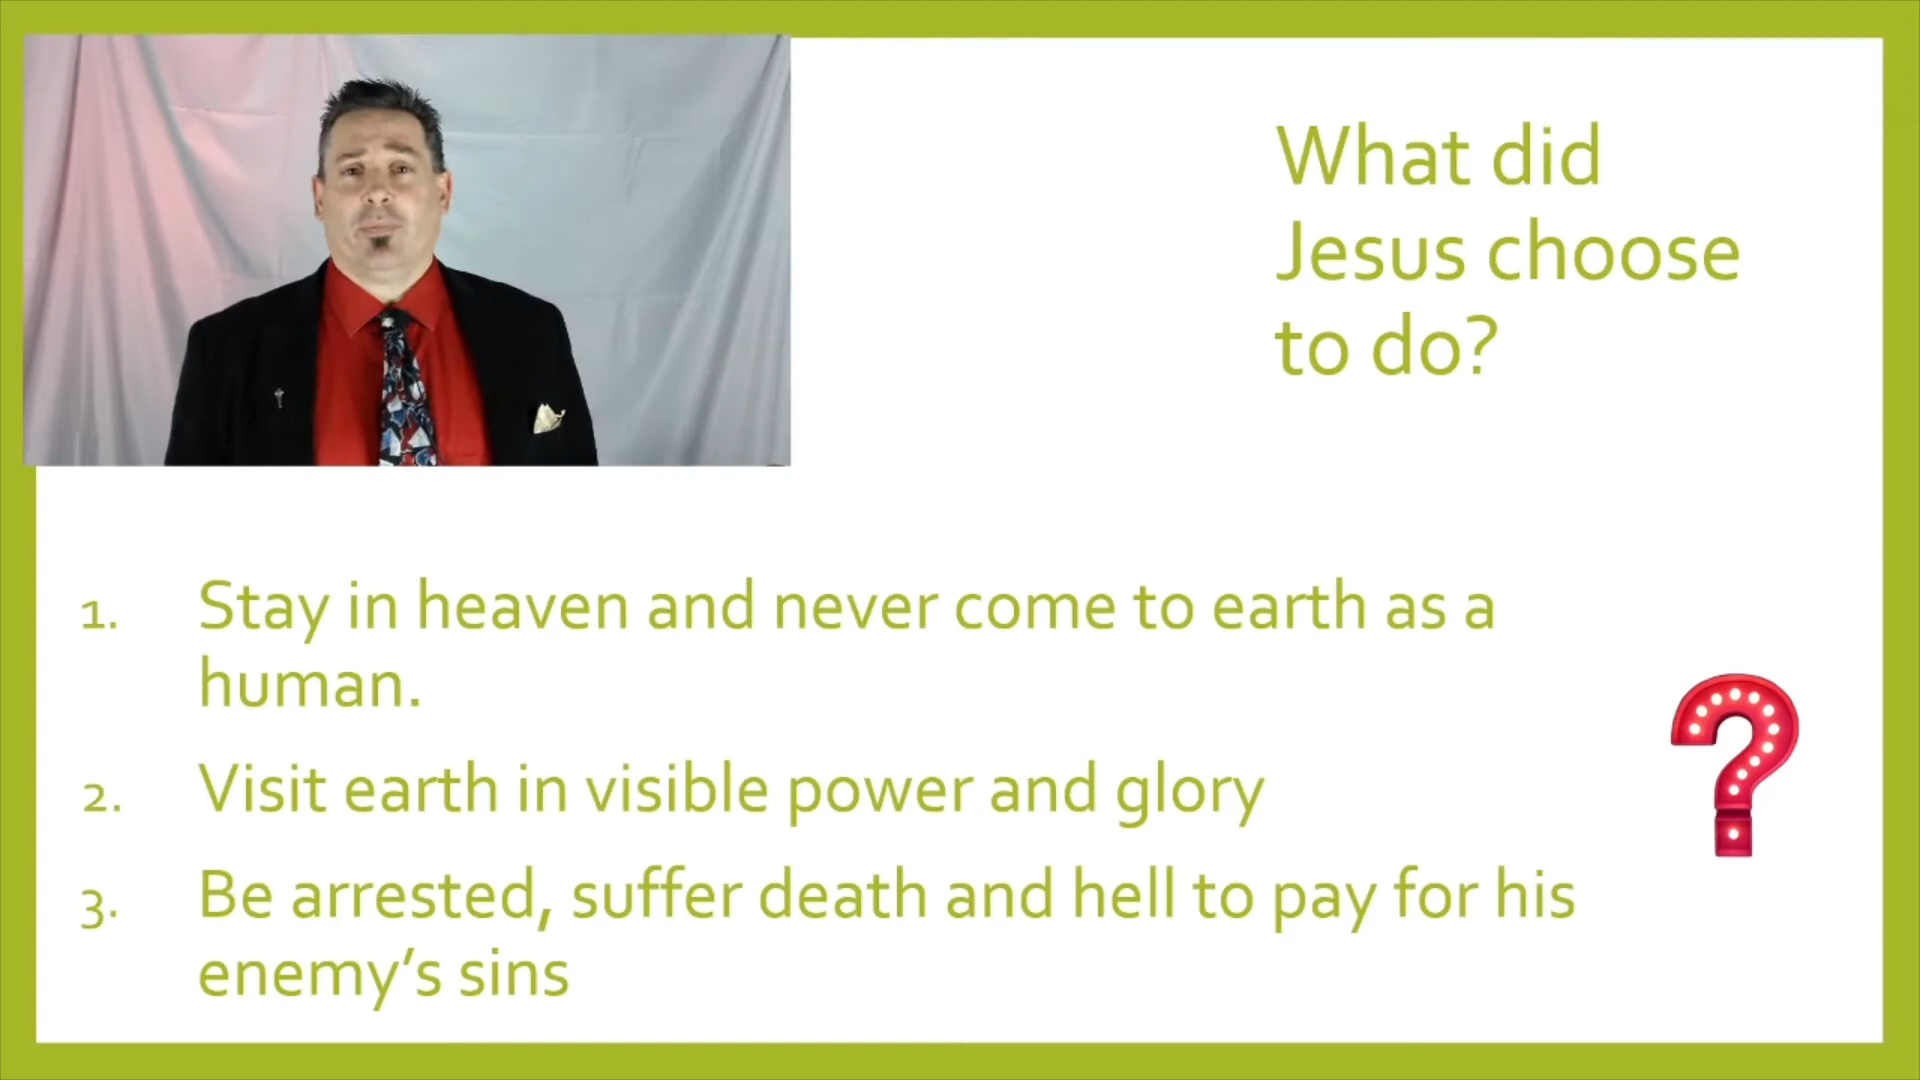 What did
Jesus choose
to do?
1. Stay in heaven and never come to earth as a
human.
2. Visit earth in visible power and glory
3. Be arrested, suffer death and hell to pay for his
enemy’s sins